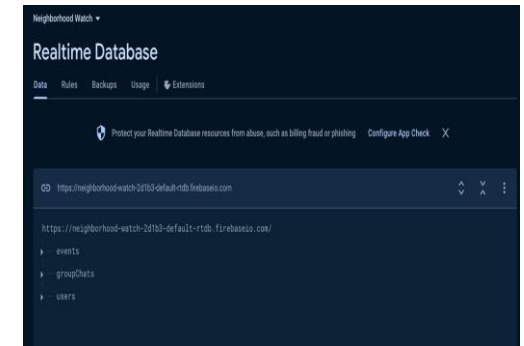 Neighborhood Watch
Realtime Database
Data Rules Backups Usage Extensions
Protect your Realtime Database resources from abuse, such as billing fraud or phishing Configure App Check
https://neighborhood-watch-2d1b3-default-rtdb.firebaseio.com
https://neighborhood-watch-2d1b3-default-rtdb.firebaseio.com/
events
groupChats
users